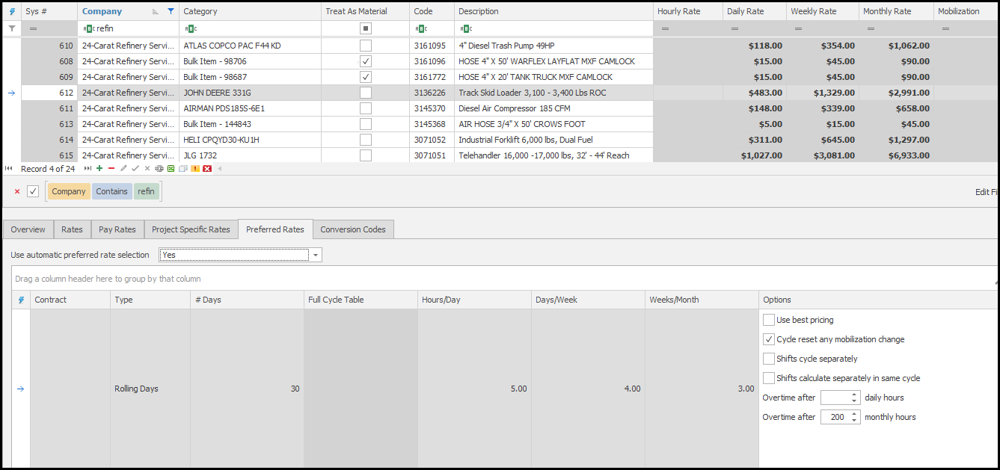 Sys # Company Category Treat As Material Code Description Hourly Rate Daily Rate Weekly Rate Monthly Rate Mobilization
= ABC refin ABC ABC ABC = = = = =
610 24-Carat Refinery Servi... ATLAS COPCO PAC F44 KD 3161095 4" Diesel Trash Pump 49HP $118.00 $354.00 $1,062.00
608 24-Carat Refinery Servi... Bulk Item - 98706 3161096 HOSE 4" X 50' WARFLEX LAYFLAT MXF CAMLOCK $15.00 $45.00 $90.00
609 24-Carat Refinery Servi... Bulk Item - 98687 3161772 HOSE 4" X 20' TANK TRUCK MXF CAMLOCK $15.00 $45.00 $90.00
612 24-Carat Refinery Servi... JOHN DEERE 331G 3136226 Track Skid Loader 3,100 - 3,400 Lbs ROC $483.00 $1,329.00 $2,991.00
611 24-Carat Refinery Servi... AIRMAN PDS185S-6E1 3145370 Diesel Air Compressor 185 CFM $148.00 $339.00 $658.00
613 24-Carat Refinery Servi... Bulk Item - 144843 3145368 AIR HOSE 3/4" X 50' CROWS FOOT $5.00 $15.00 $45.00
614 24-Carat Refinery Servi... HELI CPQYD30-KU1H 3071052 Industrial Forklift 6,000 lbs, Dual Fuel $311.00 $645.00 $1,297.00
615 24-Carat Refinery Servi... JLG 1732 3071051 Telehandler 16,000 -17,000 lbs, 32' - 44' Reach $1,027.00 $3,081.00 $6,933.00
Record 4 of 24
Company Contains refin Edit Fi
Overview Rates Pay Rates Project Specific Rates Preferred Rates Conversion Codes
Use automatic preferred rate selection Yes
Drag a column header here to group by that column
Contract Type # Days Full Cycle Table Hours/Day Days/Week Weeks/Month Options
Use best pricing
Cycle reset any mobilization change
Shifts cycle separately
Shifts calculate separately in same cycle
Rolling Days 30 5.00 4.00 3.00
Overtime after daily hours
Overtime after 200 monthly hours